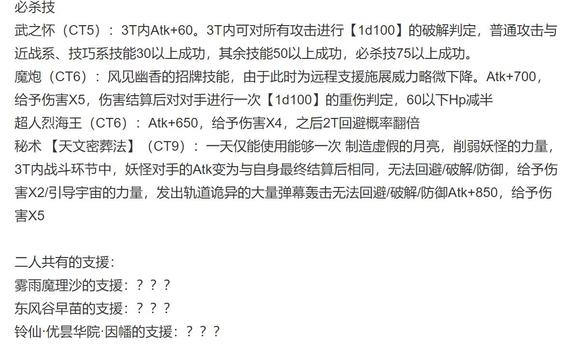 必杀技
武之怀（CT5）：3T内Atk+60。3T内可对所有攻击进行【1d100】的破解判定，普通攻击与
近战系、技巧系技能30以上成功，其余技能50以上成功，必杀技75以上成功。
魔炮（CT6）：风见幽香的招牌技能，由于此时为远程支援施展威力略微下降。Atk+700，
给予伤害X5，伤害结算后对对手进行一次【1d100】的重伤判定，60以下Hp减半
超人烈海王（CT6）：Atk+650，给予伤害X4，之后2T回避概率翻倍
秘术 【天文密葬法】（CT9）：一天仅能使用能够一次 制造虚假的月亮，削弱妖怪的力量，
3T内战斗环节中，妖怪对手的Atk变为与自身最终结算后相同，无法回避/破解/防御，给予伤
害X2/引导宇宙的力量，发出轨道诡异的大量弹幕轰击无法回避/破解/防御Atk+850，给予伤
害X5
二人共有的支援：
雾雨魔理沙的支援：？？？
东风谷早苗的支援：？？？
铃仙·优昙华院·因幡的支援：？？？